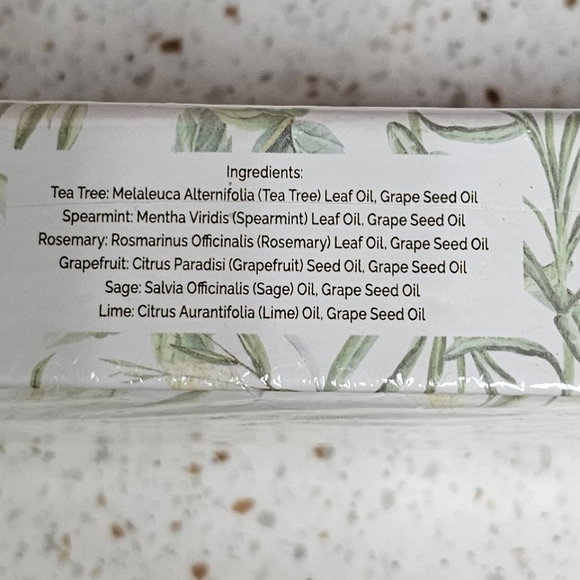 Ingredients:
Tea Tree: Melaleuca Alternifolia (Tea Tree) Leaf Oil, Grape Seed Oil
Spearmint: Mentha Viridis (Spearmint) Leaf Oil, Grape Seed Oil
Rosemary: Rosmarinus Officinalis (Rosemary) Leaf Oil, Grape Seed Oil
Grapefruit: Citrus Paradisi (Grapefruit) Seed Oil, Grape Seed Oil
Sage: Salvia Officinalis (Sage) Oil, Grape Seed Oil
Lime: Citrus Aurantifolia (Lime) Oil, Grape Seed Oil